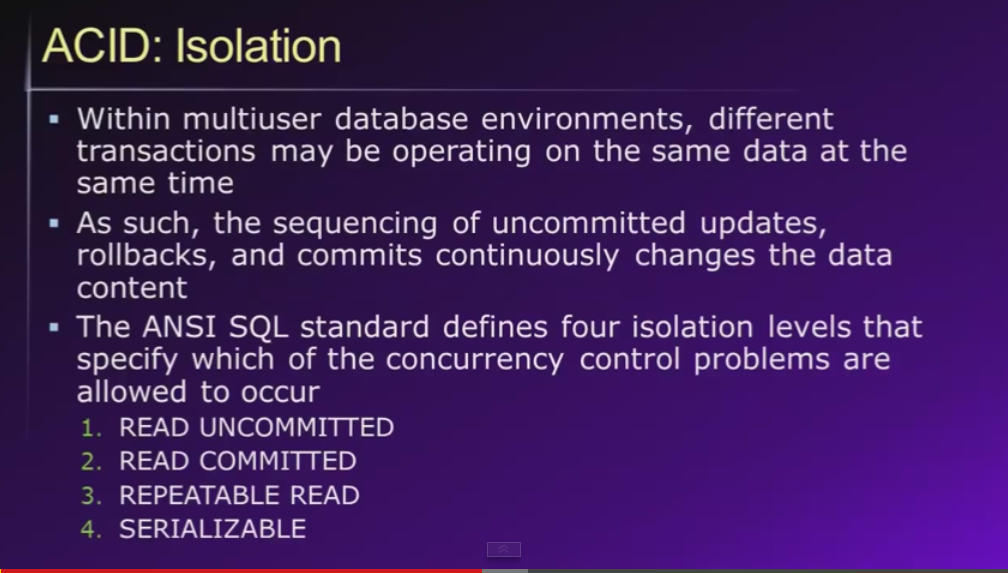 ACID: Isolation
▪ Within multiuser database environments, different
transactions may be operating on the same data at the
same time
▪ As such, the sequencing of uncommitted updates,
rollbacks, and commits continuously changes the data
content
▪ The ANSI SQL standard defines four isolation levels that
specify which of the concurrency control problems are
allowed to occur
1. READ UNCOMMITTED
2. READ COMMITTED
3. REPEATABLE READ
4. SERIALIZABLE